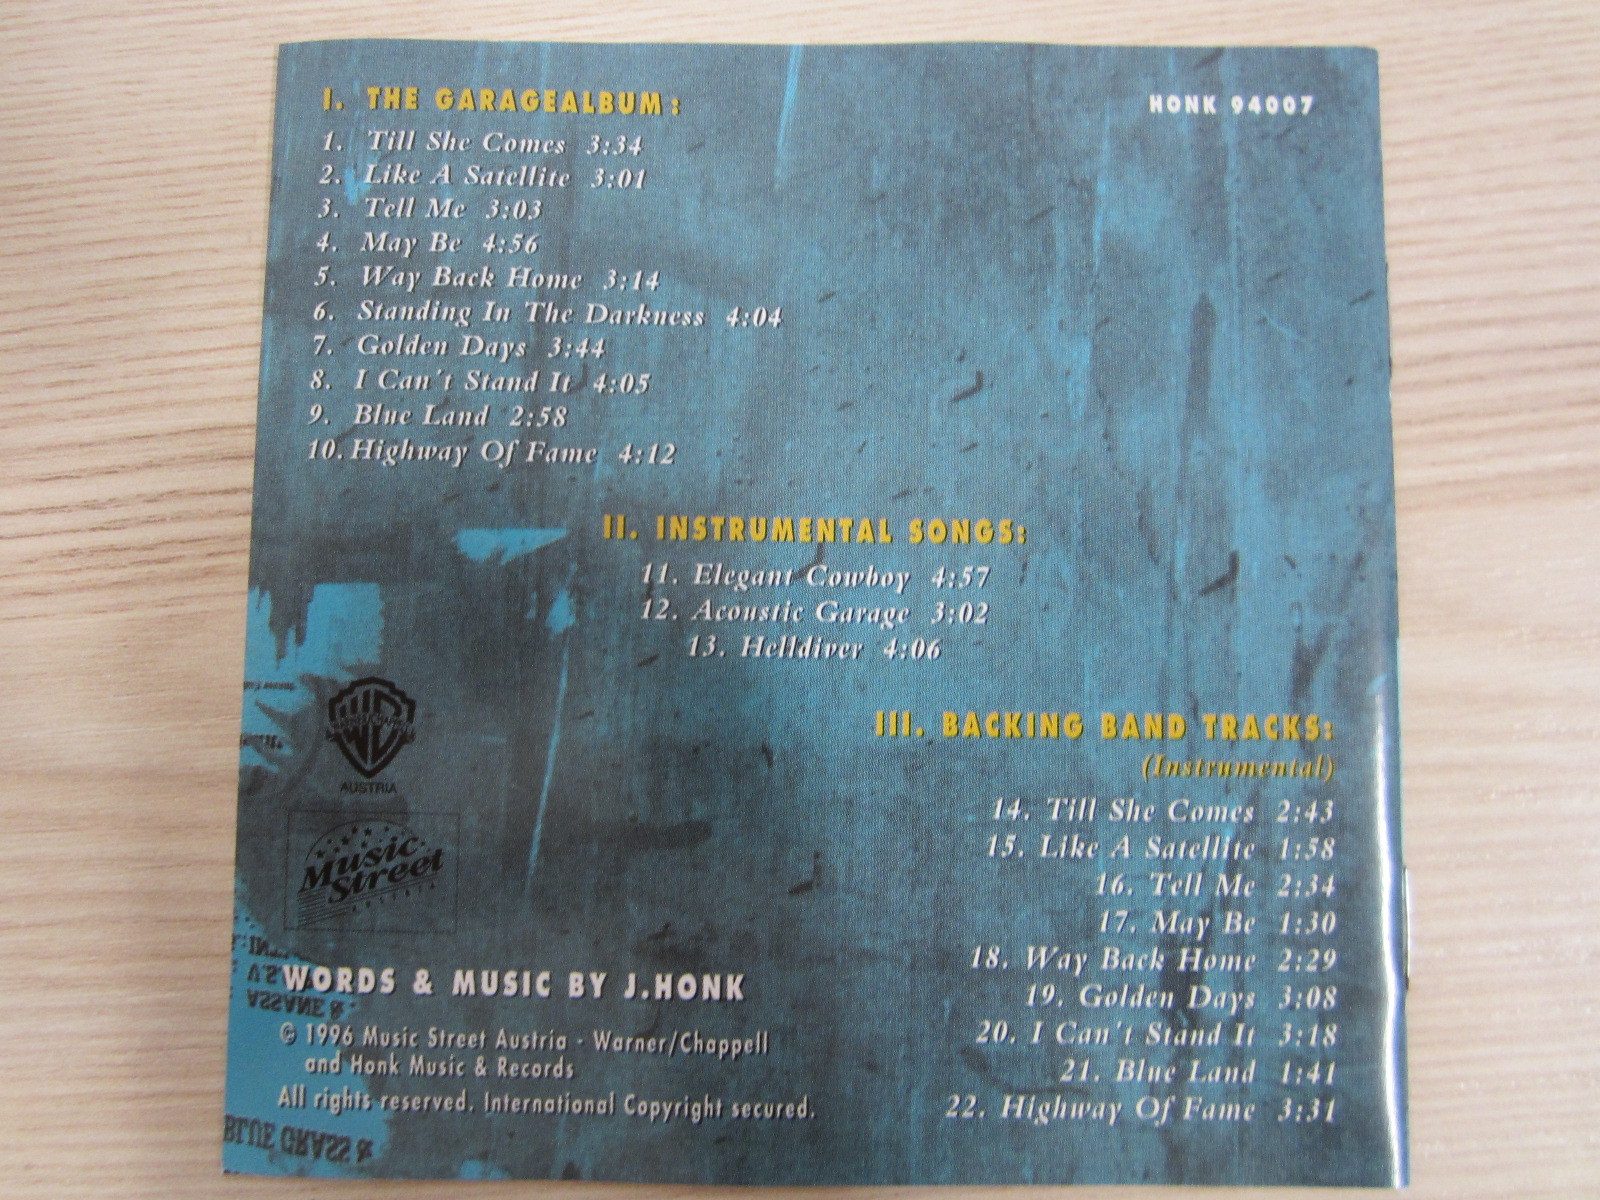 I. THE GARAGEALBUM:
HONK 94007
1. Till She Comes 3:34
2. Like A Satellite 3:01
3. Tell Me 3:03
4. May Be 4:56
5. Way Back Home 3:14
6. Standing In The Darkness 4:04
7. Golden Days 3:44
8. I Can't Stand It 4:05
9. Blue Land 2:58
10. Highway Of Fame 4:12
II. INSTRUMENTAL SONGS:
11. Elegant Cowboy 4:57
12. Acoustic Garage 3:02
13. Helldiver 4:06
III. BACKING BAND TRACKS:
(Instrumental)
14. Till She Comes 2:43
15. Like A Satellite 1:58
16. Tell Me 2:34
17. May Be 1:30
18. Way Back Home 2:29
19. Golden Days 3:08
20. I Can't Stand It 3:18
21. Blue Land 1:41
22. Highway Of Fame 3:31
WARNER/CHAPPELL
AUSTRIA
Music
Street
AUSTRIA
WORDS & MUSIC BY J.HONK
© 1996 Music Street Austria - Warner/Chappell
and Honk Music & Records
All rights reserved. International Copyright secured.
BLUE GRASS &